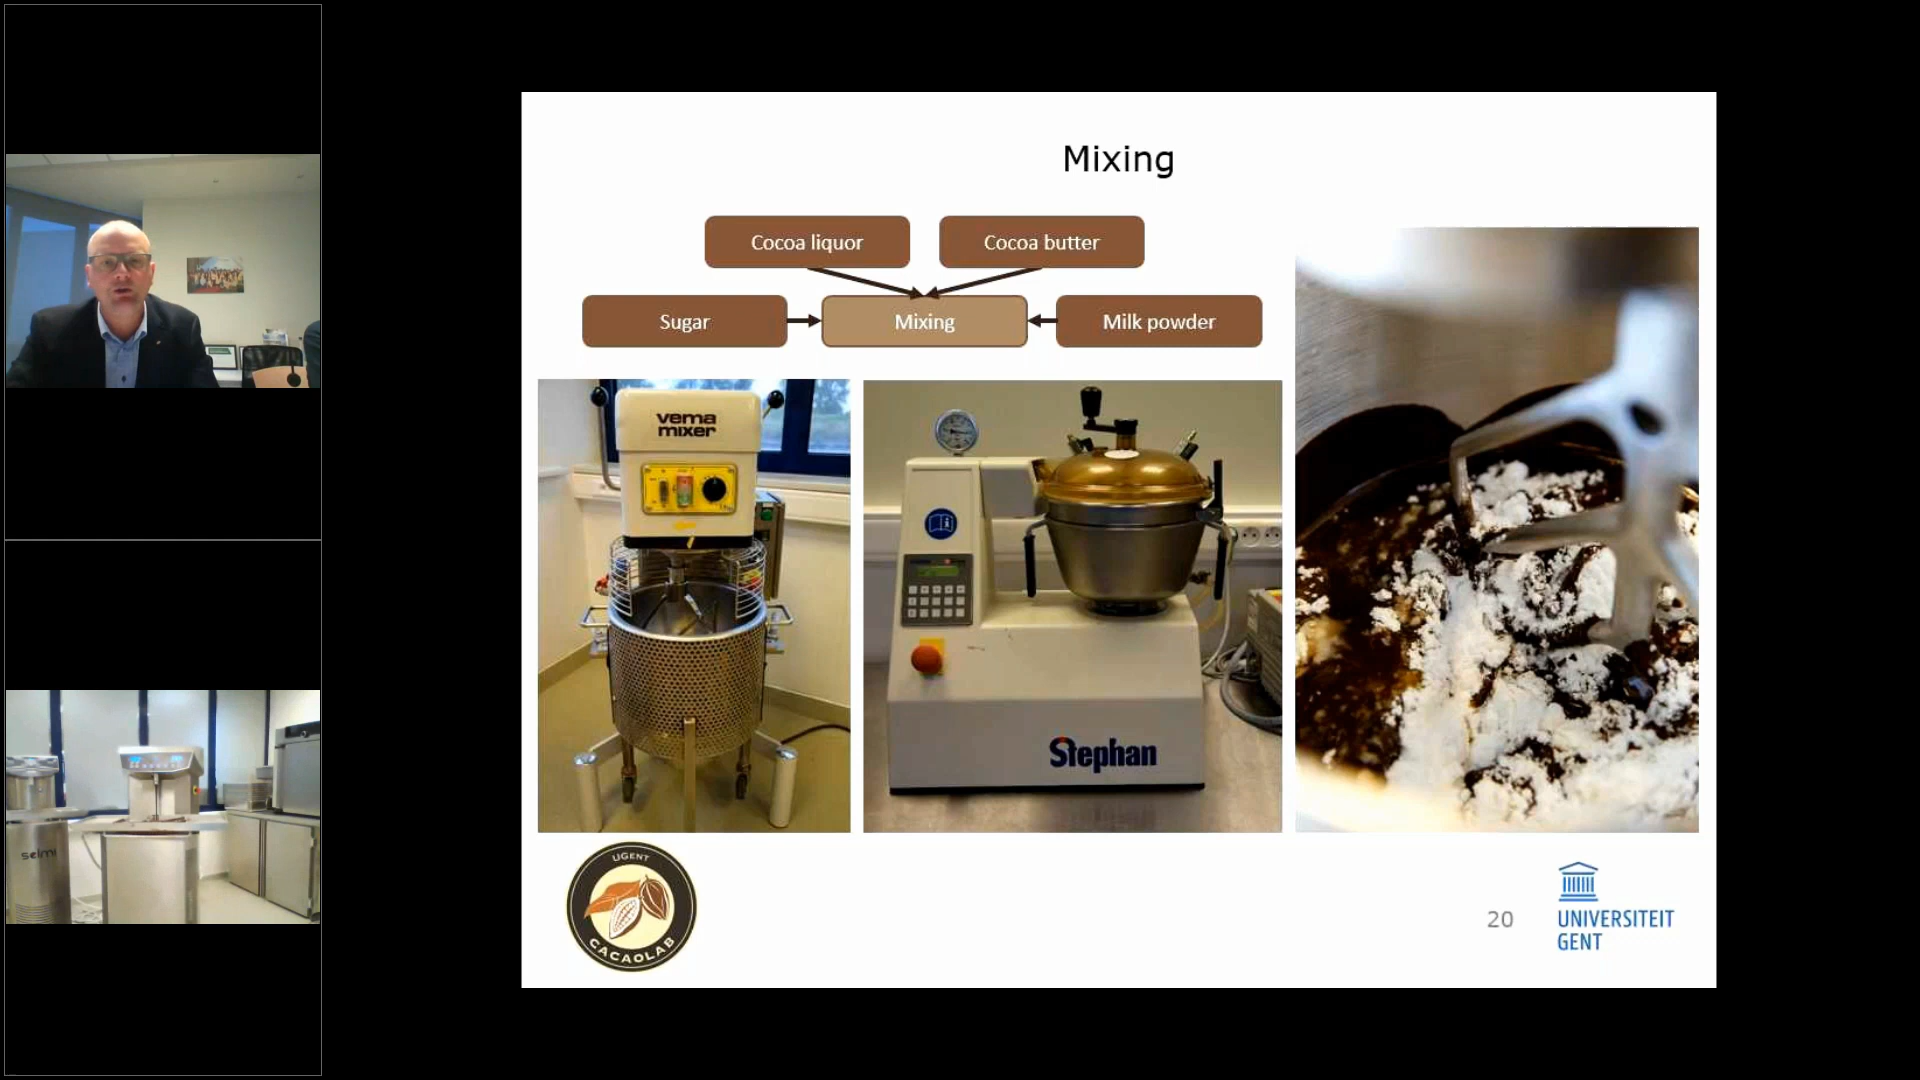 Mixing
Cocoa liquor
Cocoa butter
Sugar
Mixing
Milk powder
vema
mixer
Stephan
selmi
UGENT
CACAOLAB
20
UNIVERSITEIT
GENT